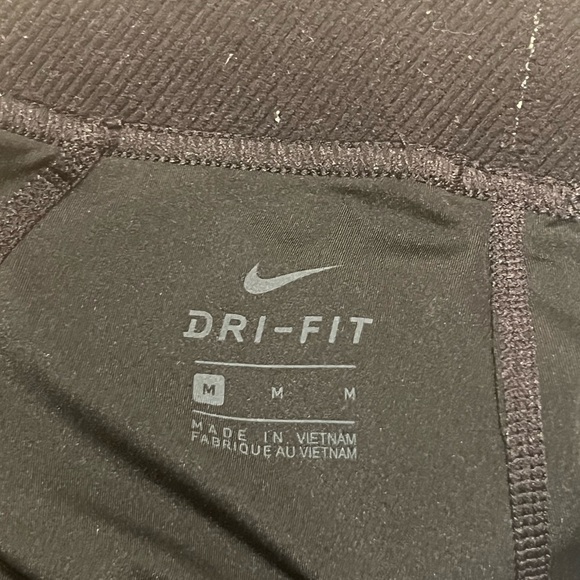 DRI-FIT
M M M
MADE IN VIETNAM
FABRIQUE AU VIETNAM